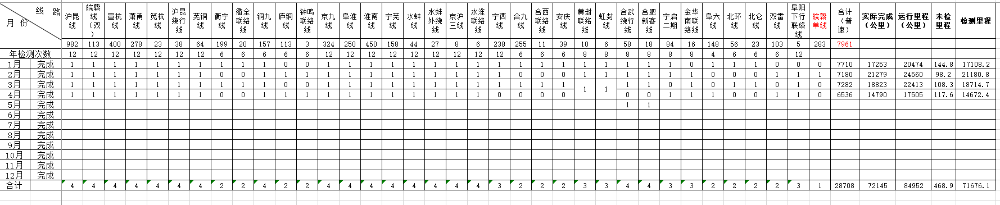 线 路
月 份
沪昆线 皖赣线（双） 宣杭线 萧甬线 笕杭线 沪昆绕行线 芜铜线 衢宁线 衢全联络线 铜九线 庐铜线 钟鸣联络线 京九线 阜淮线 淮南线 宁芜线 水蚌线 水蚌外绕线 京沪三线 水淮联络线 宁西线 合九线 合西联络线 安庆线 黄封联络线 虹封线 合武绕行线 合肥新客线 宁启二期 金华南联络线 阜六线 北环线 北仑线 双雷线 阜阳下行联络线 皖赣单线 合计（普速） 实际完成（公里） 运行里程（公里） 未检里程 检测里程
982 113 400 278 23 38 64 199 20 157 113 3 324 250 450 158 44 27 8 6 238 255 11 39 10 6 58 18 84 16 148 56 23 103 5 283 7961
年检测次数 12 12 12 12 12 12 12 6 6 6 6 6 12 12 12 12 12 12 12 12 12 6 6 6 8 8 8 8 8 8 4 6 6 6 12
1月 完成 1 1 1 1 1 1 1 1 1 1 0 0 1 1 1 1 1 1 1 1 1 1 1 1 1 1 1 1 1 0 1 1 1 0 0 0 7710 17253 20474 144.8 17108.2
2月 完成 1 1 1 1 1 1 1 0 0 1 1 1 1 1 1 1 1 1 1 1 1 0 0 0 1 1 1 1 1 1 0 0 0 1 1 1 7180 21279 24560 98.2 21180.8
3月 完成 1 1 1 1 1 1 1 1 1 1 0 0 1 1 1 1 1 1 1 1 1 1 1 1 1 1 1 1 0 1 0 1 1 0 1 0 7282 18823 22413 108.3 18714.7
4月 完成 1 1 1 1 1 1 1 0 0 1 1 1 1 1 1 1 1 1 1 1 0 0 0 0 0 0 1 1 1 0 0 1 1 0 6536 14790 17505 117.6 14672.4
5月 完成 1 1
6月 完成
7月 完成
8月 完成
9月 完成
10月 完成
11月 完成
12月 完成
合计 4 4 4 4 4 4 4 2 2 4 2 2 4 4 4 4 4 4 4 4 3 2 2 2 3 3 4 4 3 3 2 2 2 2 3 1 28708 72145 84952 468.9 71676.1